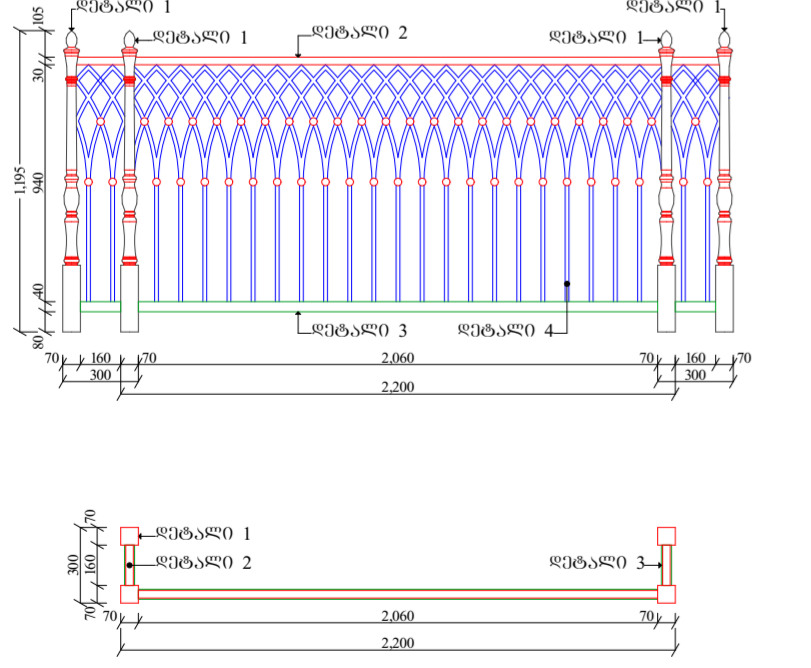 დეტალი 1
დეტალი 1
105
დეტალი 1
დეტალი 2
დეტალი 1
30
1,195
940
40
დეტალი 3
დეტალი 4
80
70 160 70 2,060 70 160 70
300 300
2,200
70
დეტალი 1
300 160
დეტალი 2
დეტალი 3
70
70 2,060 70
2,200